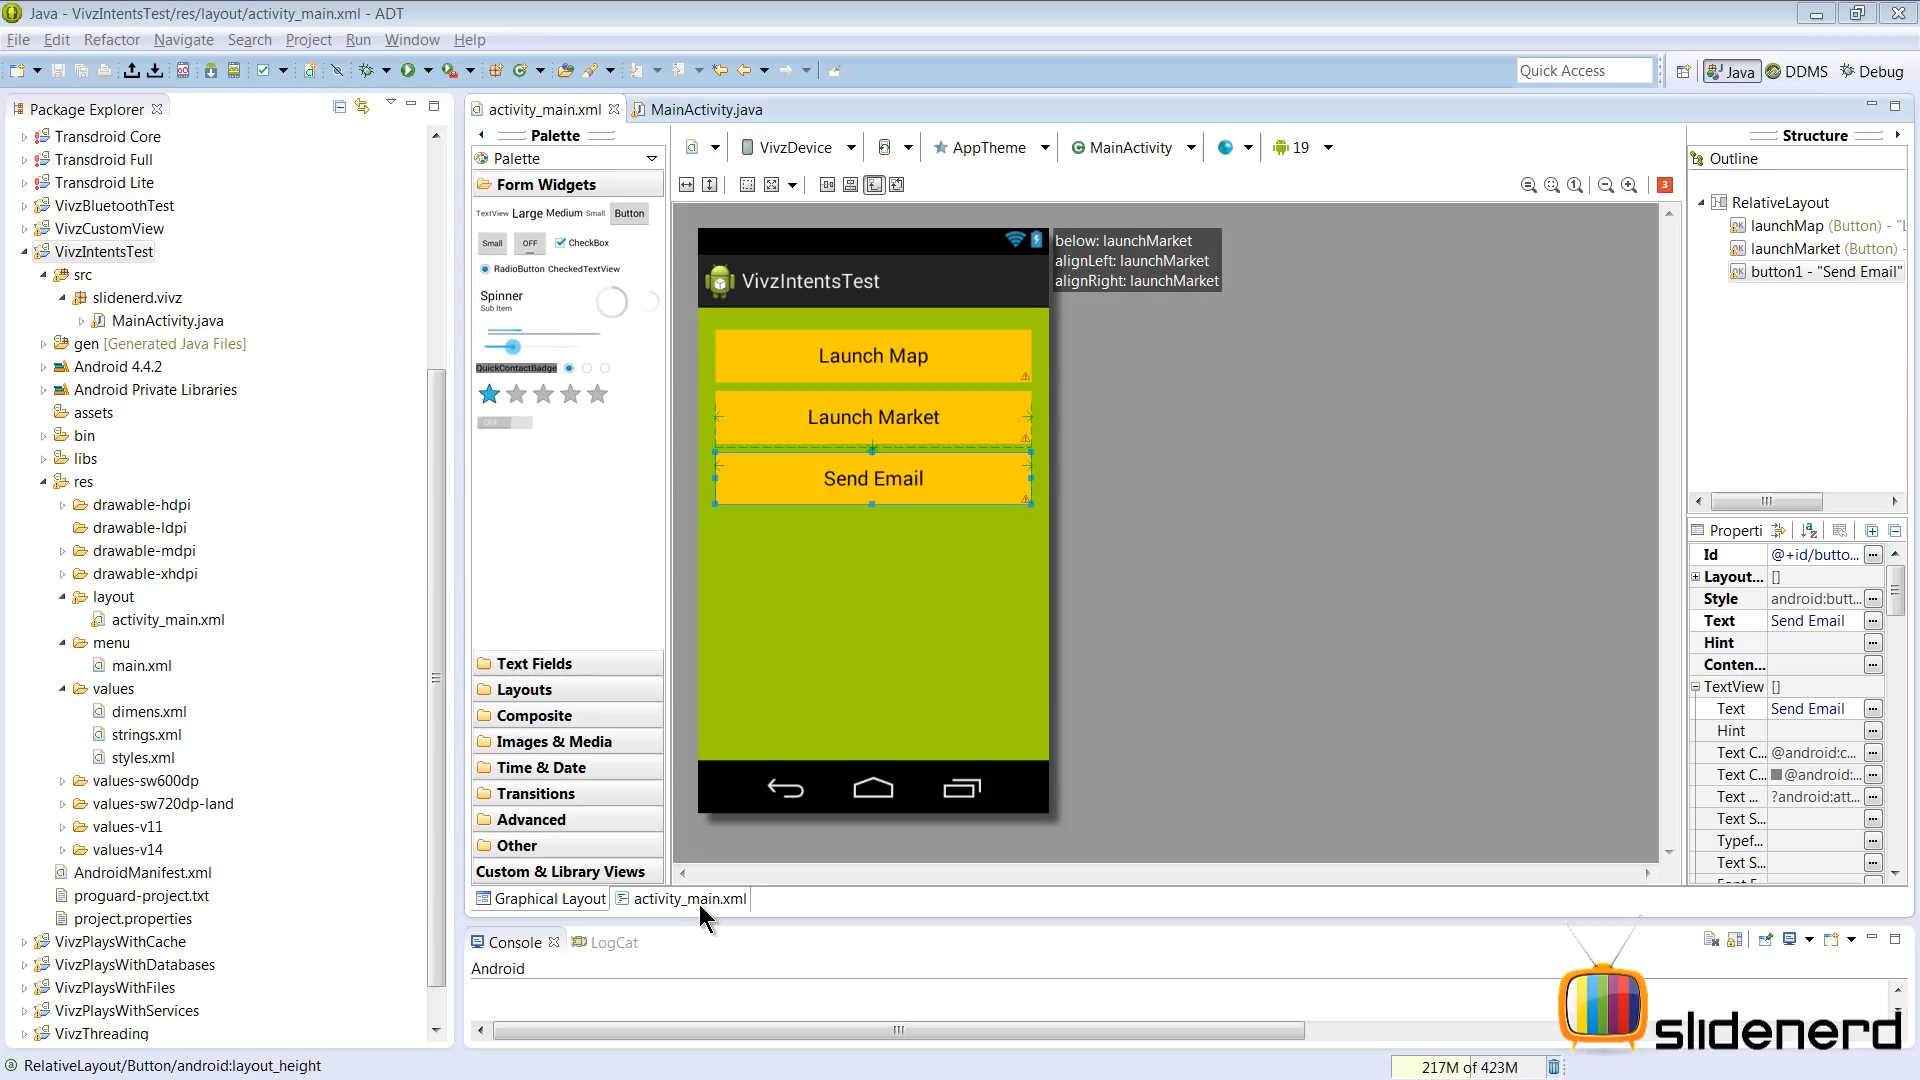 Java - VivzIntentsTest/res/layout/activity_main.xml - ADT
File Edit Refactor Navigate Search Project Run Window Help
Quick Access
Java
DDMS
Debug
Package Explorer
Transdroid Core
Transdroid Full
Transdroid Lite
VivzBluetoothTest
VivzCustomView
VivzIntentsTest
src
slidenerd.vivz
MainActivity.java
gen [Generated Java Files]
Android 4.4.2
Android Private Libraries
assets
bin
libs
res
drawable-hdpi
drawable-ldpi
drawable-mdpi
drawable-xhdpi
layout
activity_main.xml
menu
main.xml
values
dimens.xml
strings.xml
styles.xml
values-sw600dp
values-sw720dp-land
values-v11
values-v14
AndroidManifest.xml
proguard-project.txt
project.properties
VivzPlaysWithCache
VivzPlaysWithDatabases
VivzPlaysWithFiles
VivzPlaysWithServices
VivzThreading
activity_main.xml
MainActivity.java
Palette
Palette
Form Widgets
TextView Large Medium Small Button
Small OFF CheckBox
RadioButton CheckedTextView
Spinner
Sub Item
QuickContactBadge
OFF
Text Fields
Layouts
Composite
Images & Media
Time & Date
Transitions
Advanced
Other
Custom & Library Views
VivzDevice
AppTheme
MainActivity
19
3
VivzIntentsTest
Launch Map
Launch Market
Send Email
below: launchMarket
alignLeft: launchMarket
alignRight: launchMarket
Graphical Layout
activity_main.xml
Structure
Outline
RelativeLayout
launchMap (Button) - "L
launchMarket (Button) -
button1 - "Send Email"
Properti
Id @+id/butto...
Layout... []
Style android:butt...
Text Send Email
Hint
Conten...
TextView []
Text Send Email
Hint
Text C... @android:c...
Text C... @android:...
Text ... ?android:att...
Text S...
Typef...
Text S...
Console
LogCat
Android
slidenerd
RelativeLayout/Button/android:layout_height
217M of 423M